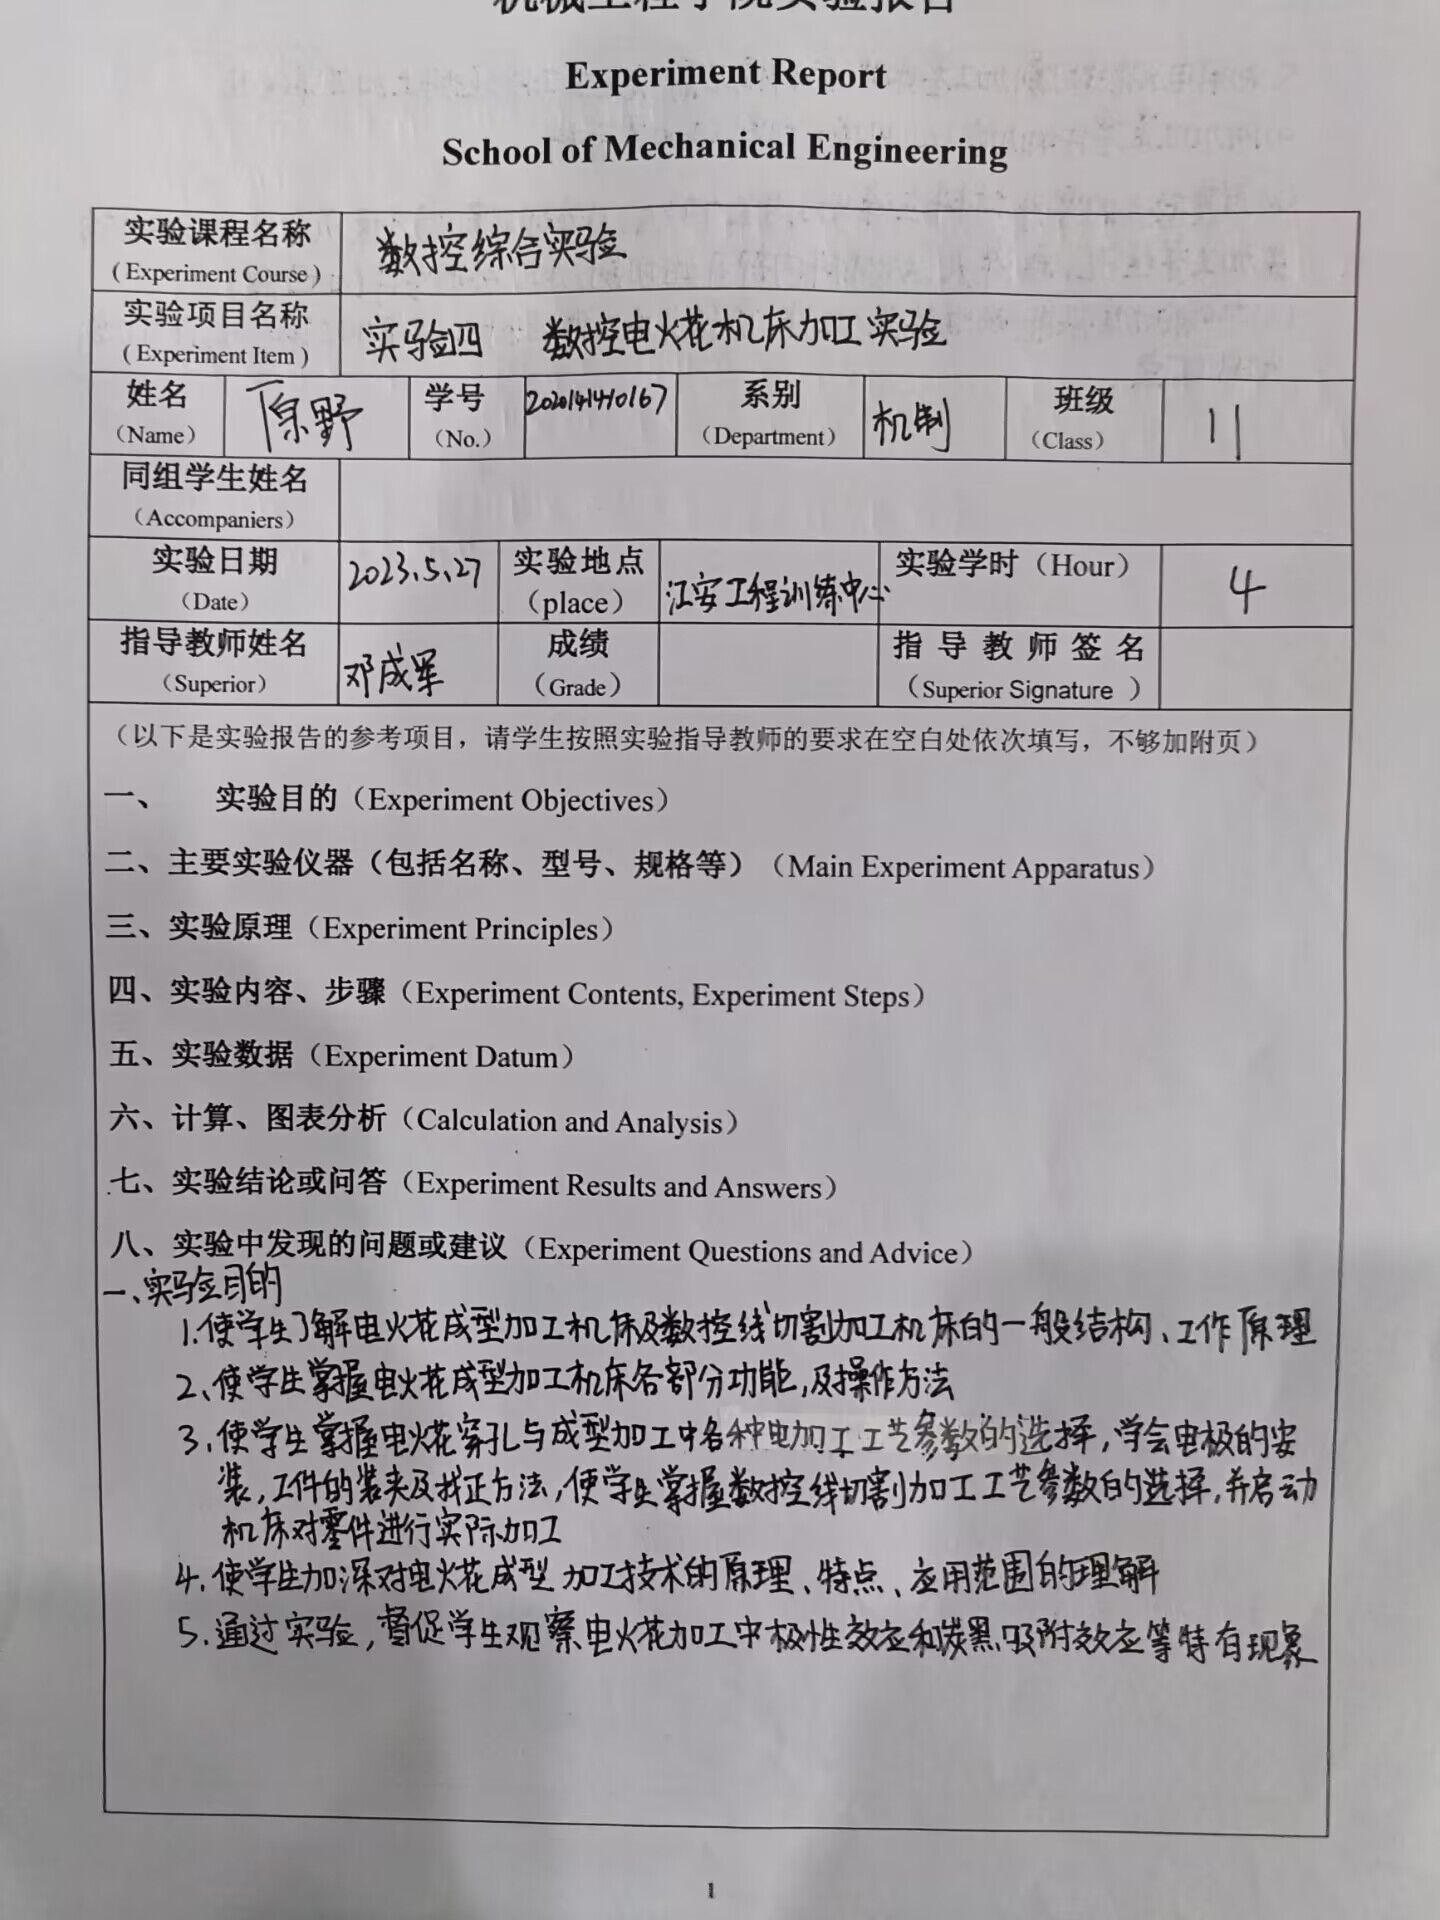 机械工程学院实验报告
Experiment Report
School of Mechanical Engineering
实验课程名称 数控综合实验
(Experiment Course)
实验项目名称 实验四 数控电火花机床加工实验
(Experiment Item)
姓名 原野 学号 2020141410167 系别 机制 班级 11
(Name) (No.) (Department) (Class)
同组学生姓名
(Accompaniers)
实验日期 2023.5.27 实验地点 江安工程训练中心 实验学时(Hour) 4
(Date) (place)
指导教师姓名 邓成军 成绩 指导教师签名
(Superior) (Grade) (Superior Signature )
(以下是实验报告的参考项目,请学生按照实验指导教师的要求在空白处依次填写,不够加附页)
一、 实验目的(Experiment Objectives)
二、主要实验仪器(包括名称、型号、规格等)(Main Experiment Apparatus)
三、实验原理(Experiment Principles)
四、实验内容、步骤(Experiment Contents, Experiment Steps)
五、实验数据(Experiment Datum)
六、计算、图表分析(Calculation and Analysis)
七、实验结论或问答(Experiment Results and Answers)
八、实验中发现的问题或建议(Experiment Questions and Advice)
一、实验目的
1.使学生了解电火花成型加工机床及数控线切割加工机床的一般结构、工作原理
2、使学生掌握电火花成型加工机床各部分功能,及操作方法
3,使学生掌握电火花穿孔与成型加工中各种电加工工艺参数的选择,学会电极的安
装,工件的装夹及找正方法,使学生掌握数控线切割加工工艺参数的选择,并启动
机床对零件进行实际加工
4.使学生加深对电火花成型加工技术的原理、特点、应用范围的理解
5.通过实验,督促学生观察电火花加工中极性效应和碳黑吸附效应等特有现象
1